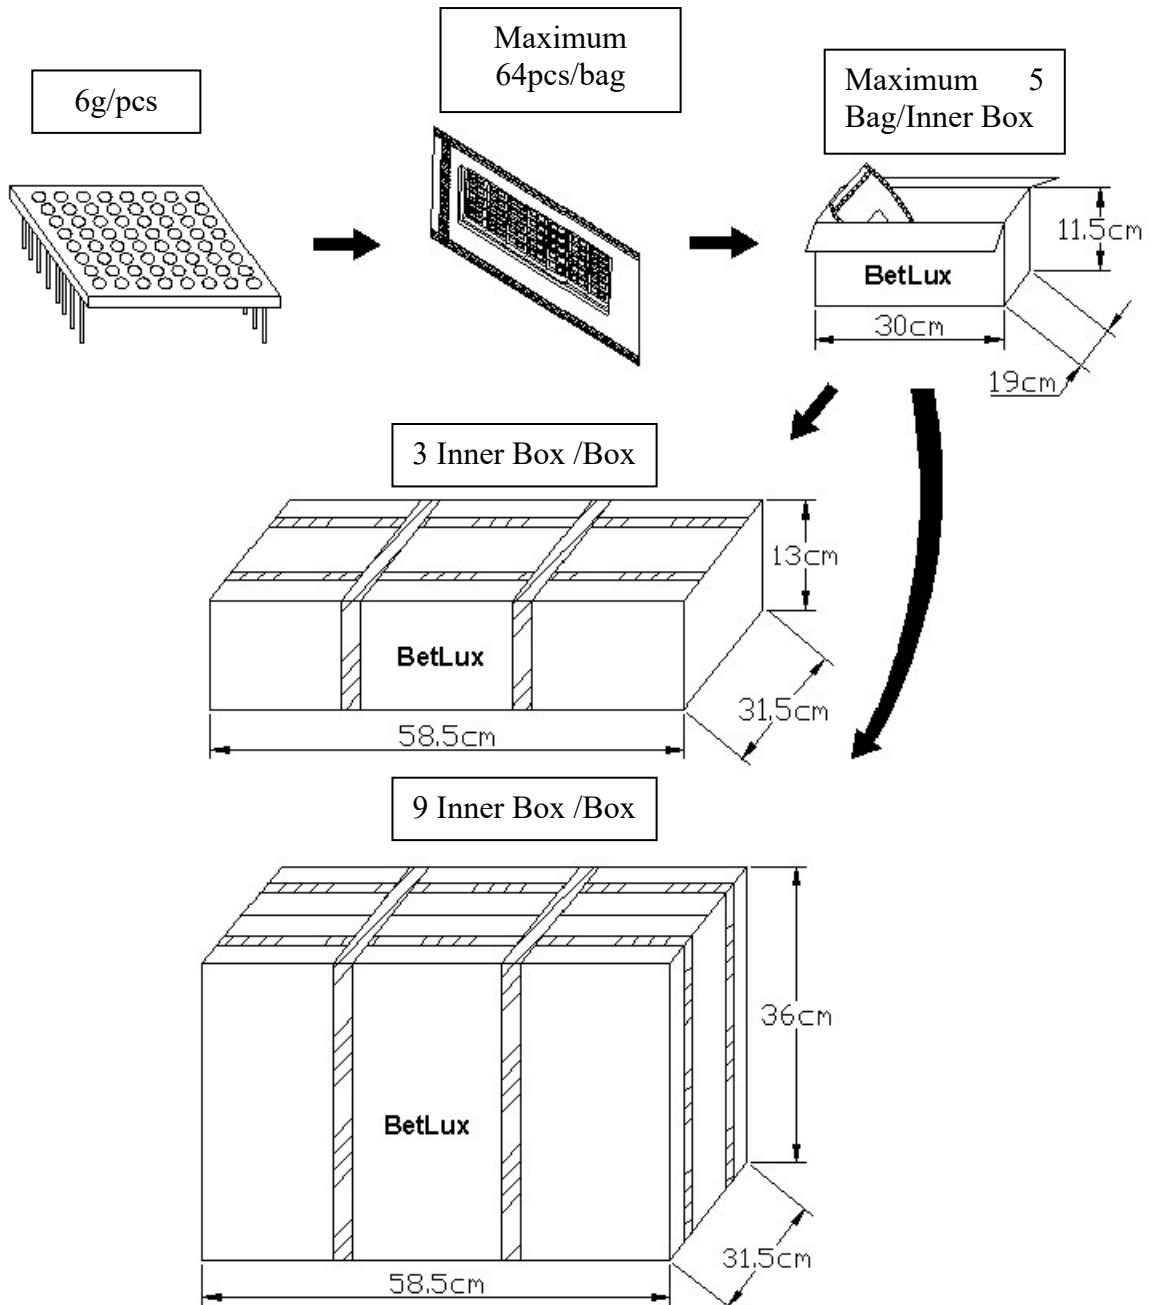 Maximum
64pcs/bag
6g/pcs
Maximum 5
Bag/Inner Box
11.5cm
BetLux
30cm
19cm
3 Inner Box /Box
13cm
BetLux
31.5cm
58.5cm
9 Inner Box /Box
36cm
BetLux
31.5cm
58.5cm